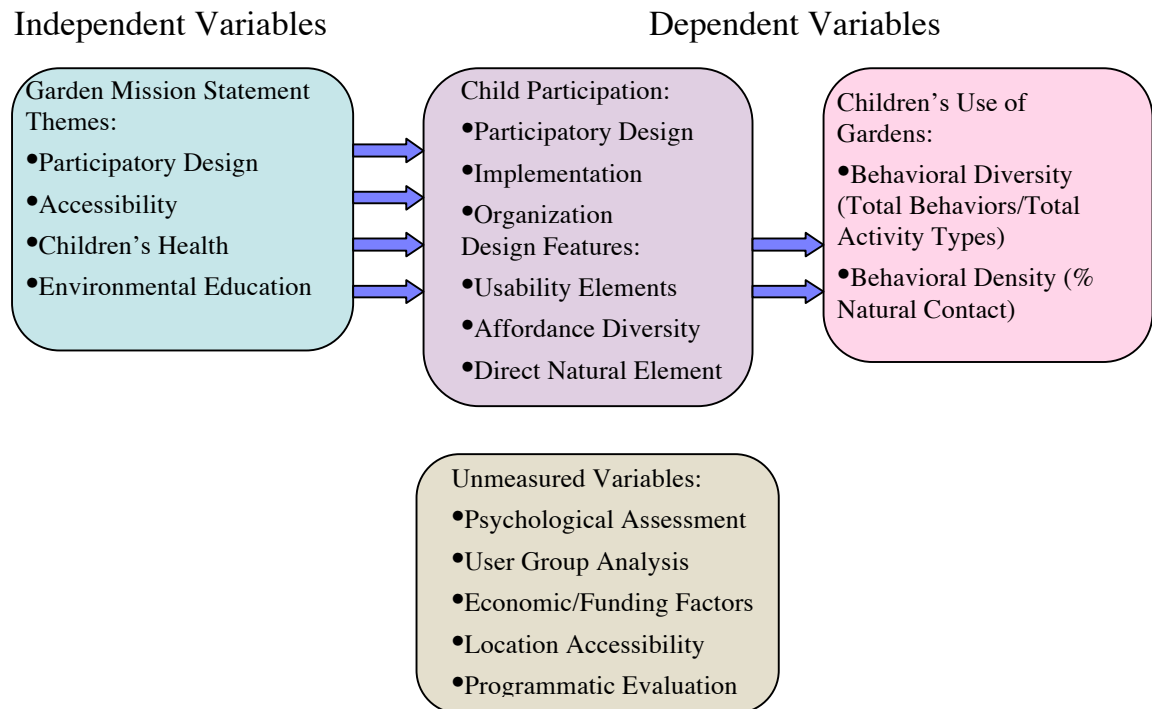 Independent Variables
Dependent Variables
Garden Mission Statement
Themes:
•Participatory Design
•Accessibility
•Children's Health
•Environmental Education
Child Participation:
•Participatory Design
•Implementation
•Organization
Design Features:
•Usability Elements
•Affordance Diversity
•Direct Natural Element
Children's Use of
Gardens:
•Behavioral Diversity
(Total Behaviors/Total
Activity Types)
•Behavioral Density (%
Natural Contact)
Unmeasured Variables:
•Psychological Assessment
•User Group Analysis
•Economic/Funding Factors
•Location Accessibility
•Programmatic Evaluation